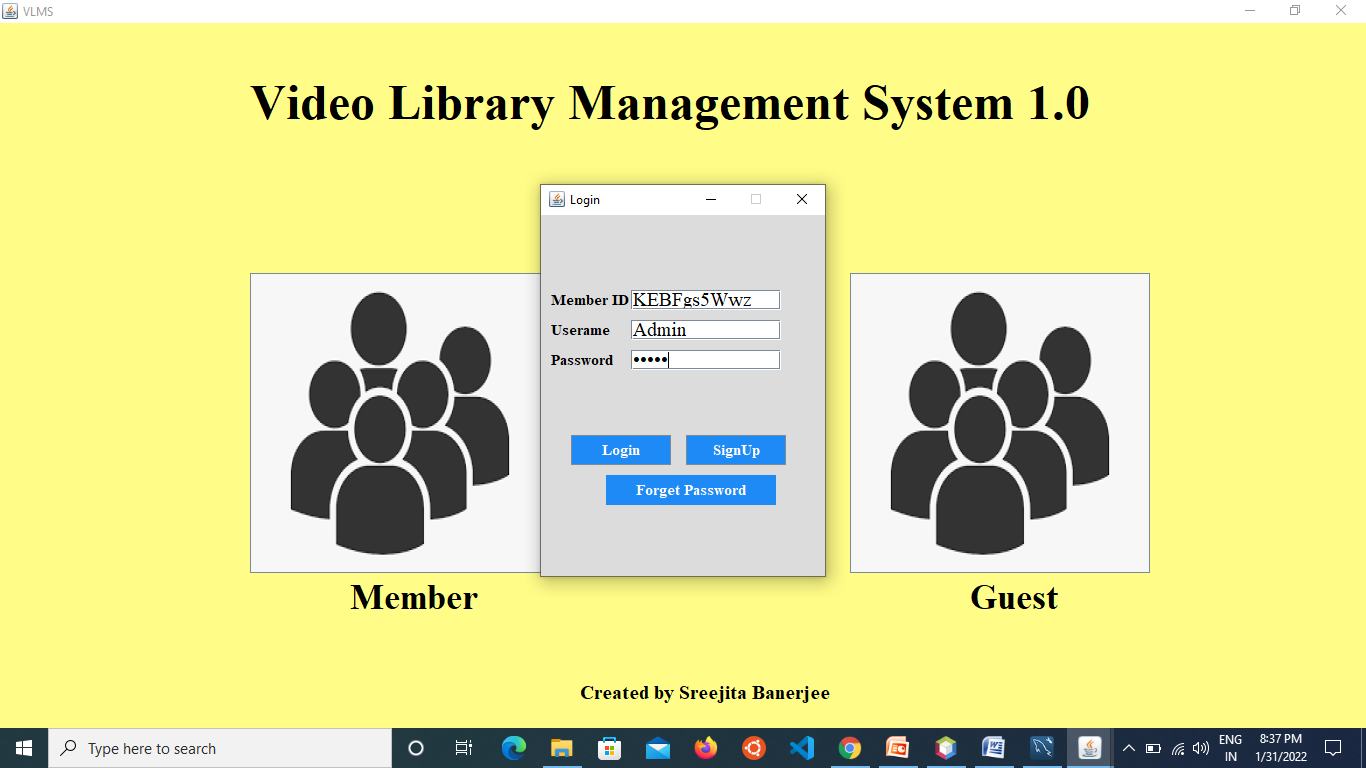 VLMS
Video Library Management System 1.0
Login
Member ID KEBFgs5Wwz
Userame Admin
Password •••••
Login SignUp
Forget Password
Member Guest
Created by Sreejita Banerjee
Type here to search
ENG
IN
8:37 PM
1/31/2022